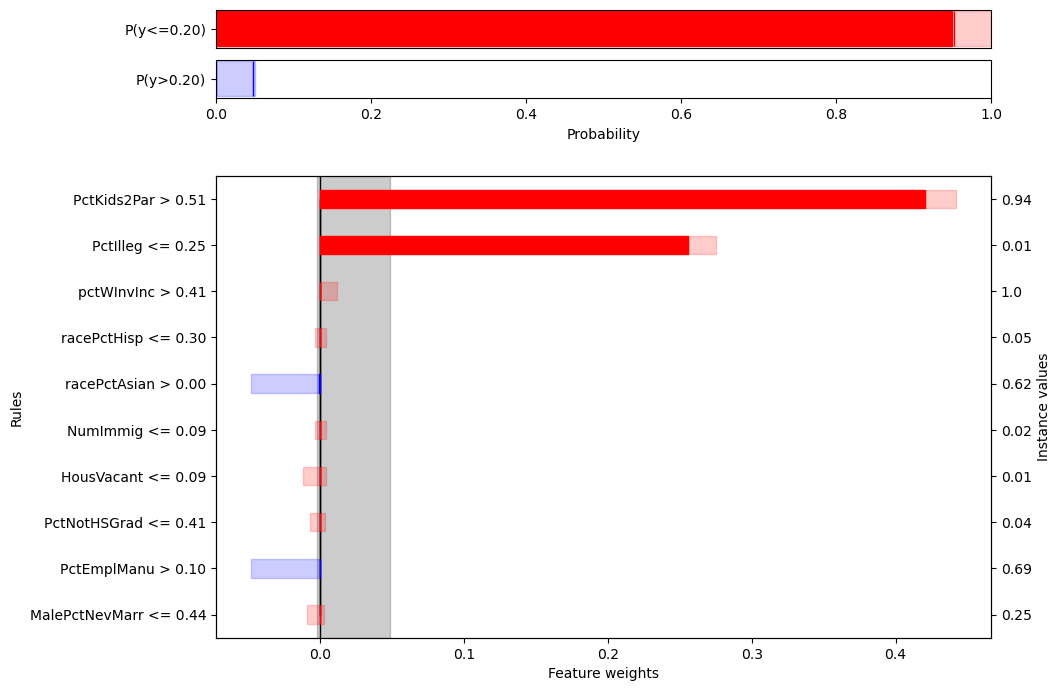 P(y<=0.20)
P(y>0.20)
0.0 0.2 0.4 0.6 0.8 1.0
Probability
PctKids2Par > 0.51 0.94
PctIlleg <= 0.25 0.01
pctWInvInc > 0.41 1.0
racePctHisp <= 0.30 0.05
racePctAsian > 0.00 0.62
NumImmig <= 0.09 0.02
HousVacant <= 0.09 0.01
PctNotHSGrad <= 0.41 0.04
PctEmplManu > 0.10 0.69
MalePctNevMarr <= 0.44 0.25
Rules
Instance values
0.0 0.1 0.2 0.3 0.4
Feature weights